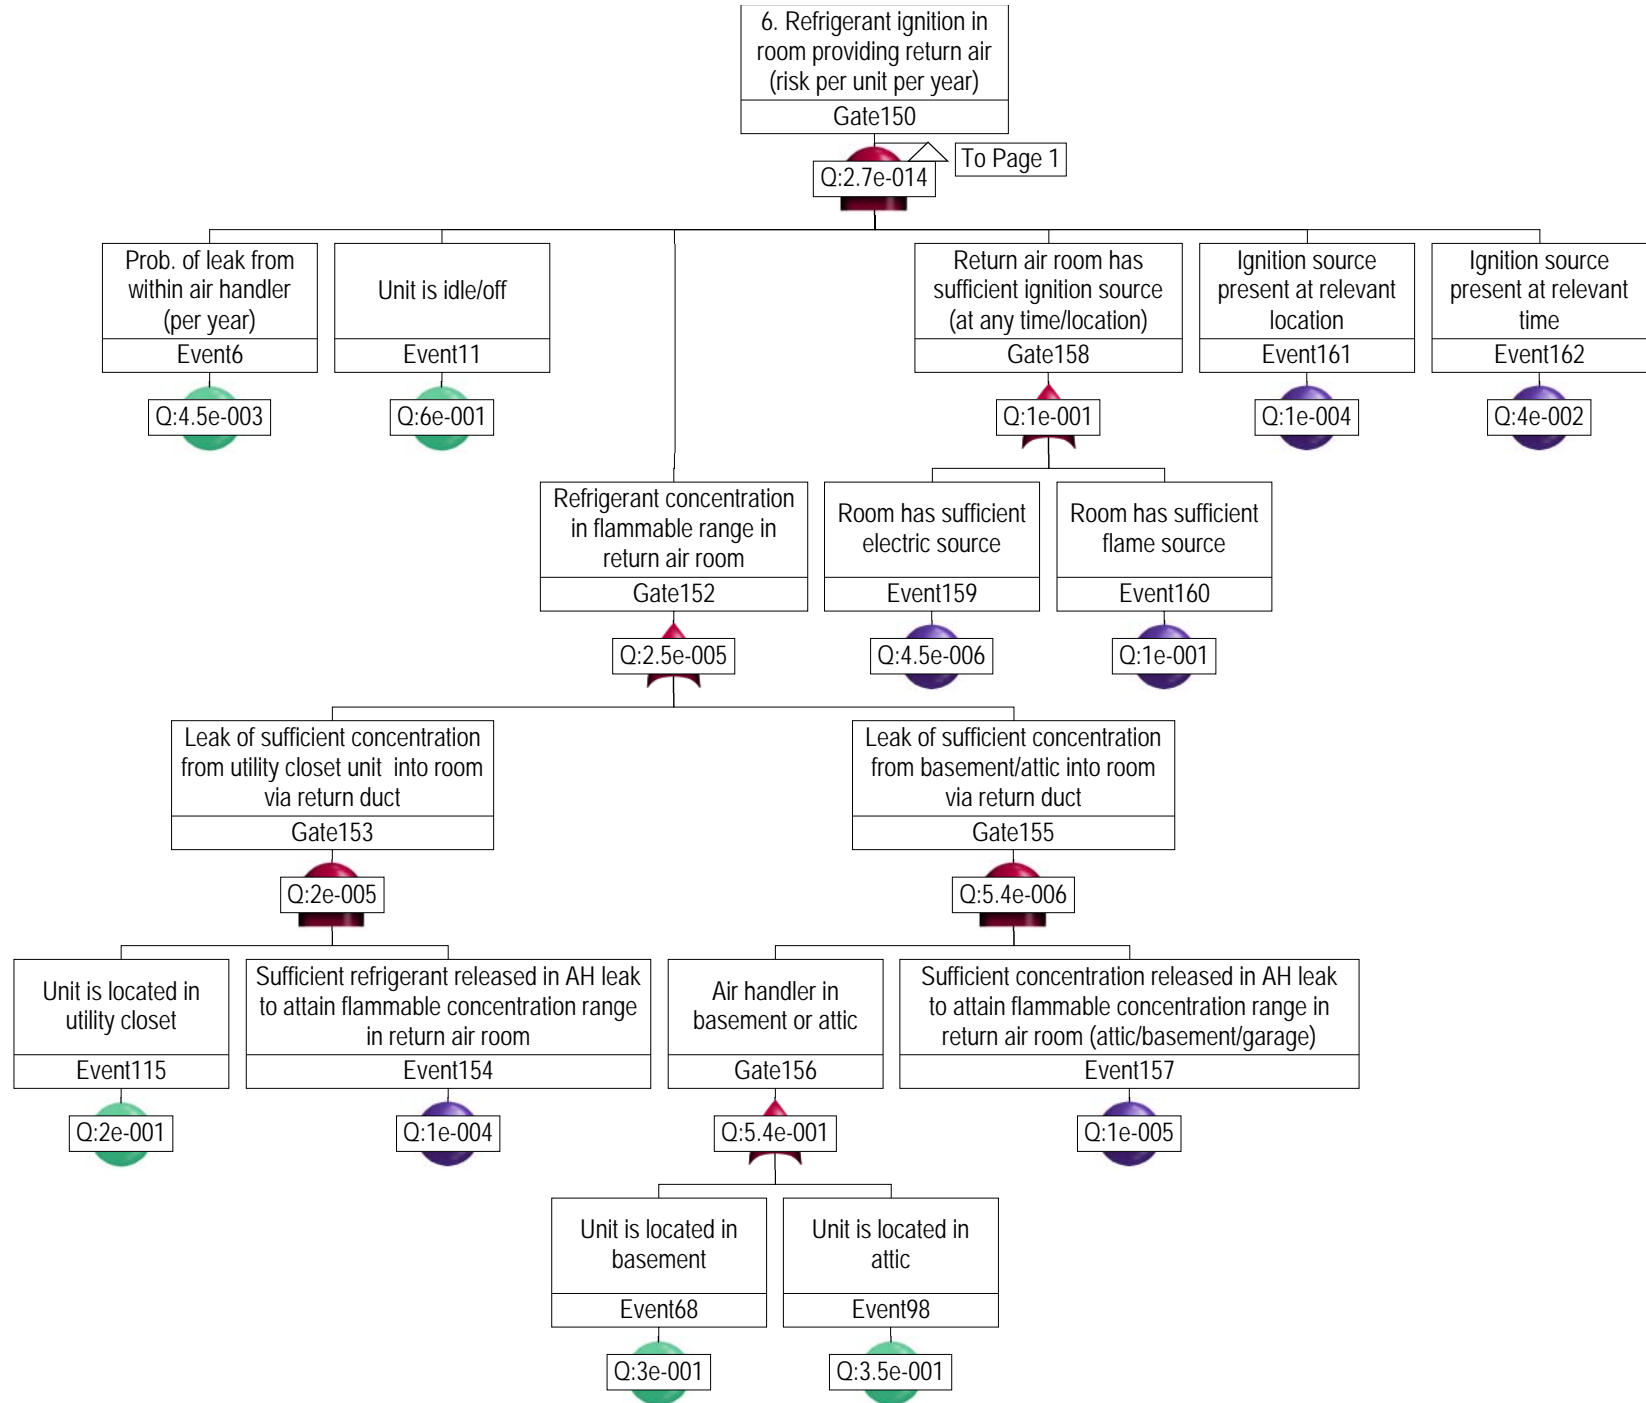 6. Refrigerant ignition in
room providing return air
(risk per unit per year)
Gate150
To Page 1
Q:2.7e-014
Prob. of leak from
within air handler
(per year)
Event6
Q:4.5e-003
Unit is idle/off
Event11
Q:6e-001
Return air room has
sufficient ignition source
(at any time/location)
Gate158
Q:1e-001
Ignition source
present at relevant
location
Event161
Q:1e-004
Ignition source
present at relevant
time
Event162
Q:4e-002
Refrigerant concentration
in flammable range in
return air room
Gate152
Q:2.5e-005
Room has sufficient
electric source
Event159
Q:4.5e-006
Room has sufficient
flame source
Event160
Q:1e-001
Leak of sufficient concentration
from utility closet unit into room
via return duct
Gate153
Q:2e-005
Leak of sufficient concentration
from basement/attic into room
via return duct
Gate155
Q:5.4e-006
Unit is located in
utility closet
Event115
Q:2e-001
Sufficient refrigerant released in AH leak
to attain flammable concentration range
in return air room
Event154
Q:1e-004
Air handler in
basement or attic
Gate156
Q:5.4e-001
Sufficient concentration released in AH leak
to attain flammable concentration range in
return air room (attic/basement/garage)
Event157
Q:1e-005
Unit is located in
basement
Event68
Q:3e-001
Unit is located in
attic
Event98
Q:3.5e-001